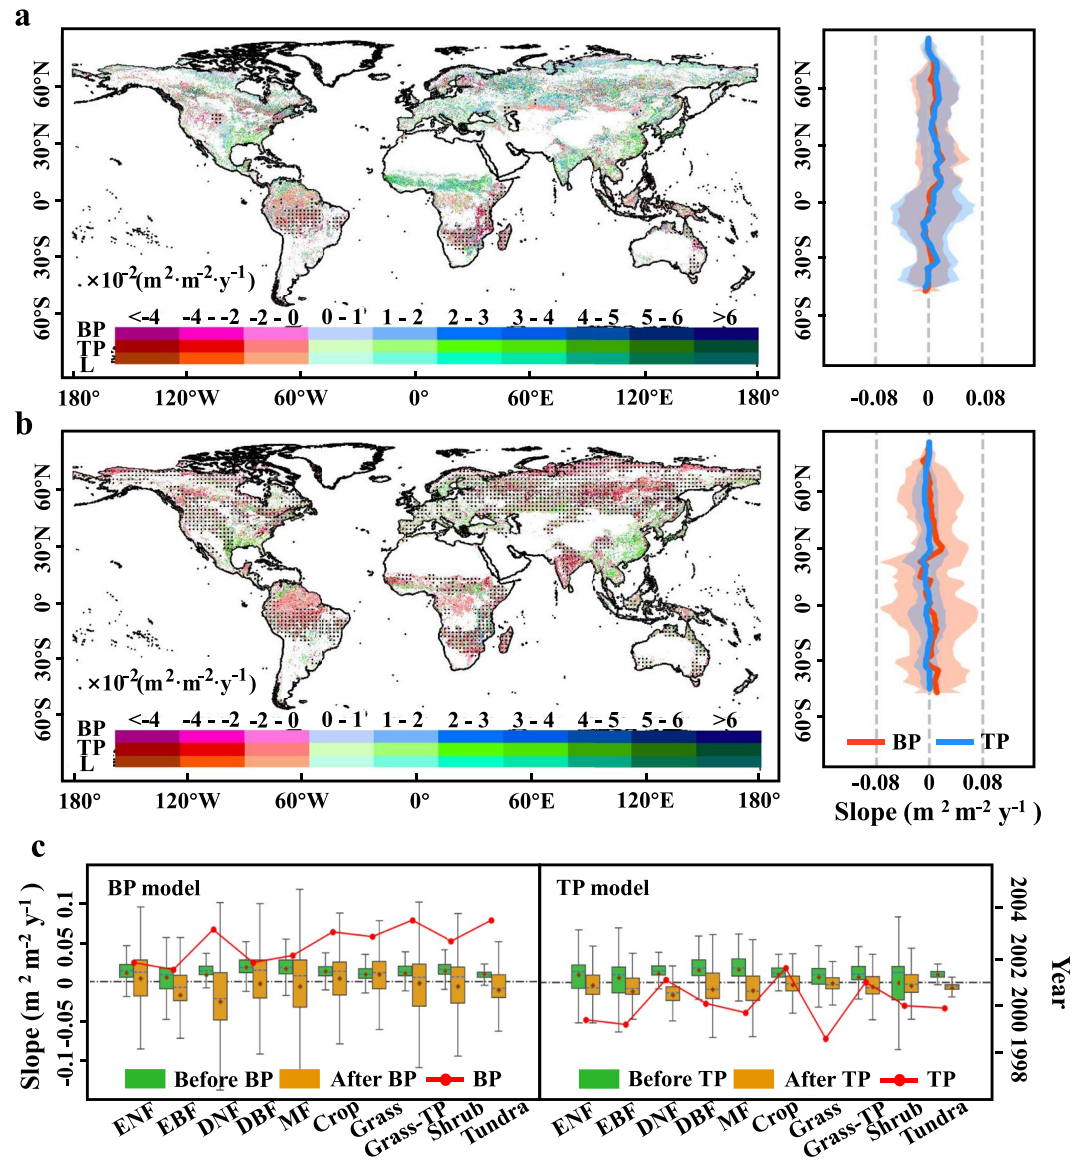 a
60°N
30°N
0°
30°S
60°S
×10⁻²(m²·m⁻²·y⁻¹)
<-4 -4 - -2 -2 - 0 0 - 1 1 - 2 2 - 3 3 - 4 4 - 5 5 - 6 >6
BP
TP
L
180° 120°W 60°W 0° 60°E 120°E 180°
60°N
30°N
0°
30°S
60°S
-0.08 0 0.08
b
60°N
30°N
0°
30°S
60°S
×10⁻²(m²·m⁻²·y⁻¹)
<-4 -4 - -2 -2 - 0 0 - 1 1 - 2 2 - 3 3 - 4 4 - 5 5 - 6 >6
BP
TP
L
180° 120°W 60°W 0° 60°E 120°E 180°
60°N
30°N
0°
30°S
60°S
BP TP
-0.08 0 0.08
Slope (m² m⁻² y⁻¹)
c
Slope (m² m⁻² y⁻¹)
0.1
0.05
0
-0.05
-0.1
BP model
Before BP After BP BP
ENF EBF DNF DBF MF Crop Grass Grass-TP Shrub Tundra
TP model
Before TP After TP TP
ENF EBF DNF DBF MF Crop Grass Grass-TP Shrub Tundra
2004
2002
2000
1998
Year